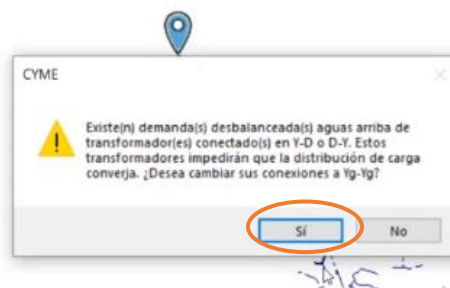 CYME
Existe(n) demanda(s) desbalanceada(s) aguas arriba de
transformador(es) conectado(s) en Y-D o D-Y. Estos
transformadores impedirán que la distribución de carga
converja. ¿Desea cambiar sus conexiones a Yg-Yg?
Sí No